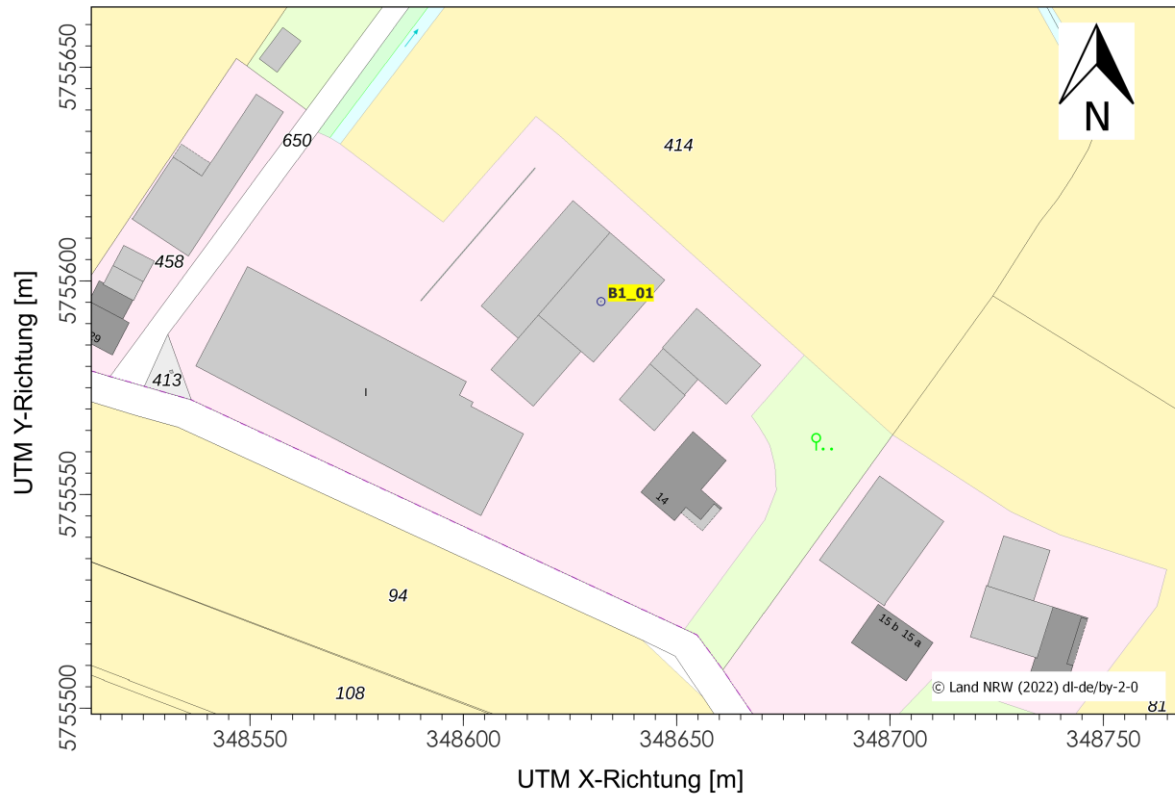 5755650
5755600
5755550
5755500
UTM Y-Richtung [m]
N
414
650
458
B1_01
413
I
14
94
15 b 15 a
© Land NRW (2022) dl-de/by-2-0
108
81
348550
348600
348650
348700
348750
UTM X-Richtung [m]